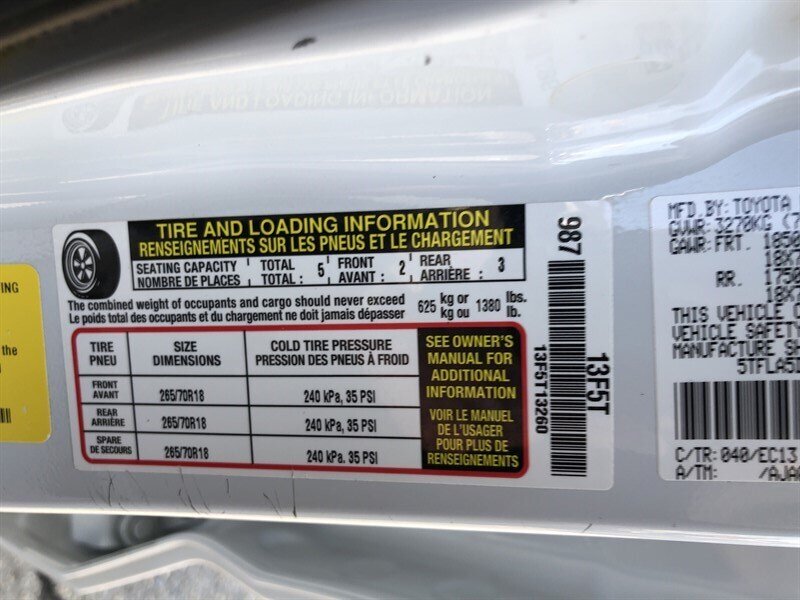 TIRE AND LOADING INFORMATION
RENSEIGNEMENTS SUR LES PNEUS ET LE CHARGEMENT
SEATING CAPACITY TOTAL 5 FRONT 2 REAR 3
NOMBRE DE PLACES TOTAL : AVANT : ARRIÈRE :
The combined weight of occupants and cargo should never exceed 625 kg or 1380 lbs.
Le poids total des occupants et du chargement ne doit jamais dépasser kg ou lb.
TIRE SIZE COLD TIRE PRESSURE
PNEU DIMENSIONS PRESSION DES PNEUS À FROID
FRONT
AVANT 265/70R18 240 kPa, 35 PSI
REAR
ARRIÈRE 265/70R18 240 kPa, 35 PSI
SPARE
DE SECOURS 265/70R18 240 kPa. 35 PSI
SEE OWNER'S
MANUAL FOR
ADDITIONAL
INFORMATION
VOIR LE MANUEL
DE L'USAGER
POUR PLUS DE
RENSEIGNEMENTS
987
13F5T
13F5T13260
MFD.BY: TOYOTA
GVWR: 3270KG (7
GAWR: FRT.
RR.
THIS VEHICLE
VEHICLE SAFETY
MANUFACTURE
C/TR: 040/EC13
A/TM: /AJA
the